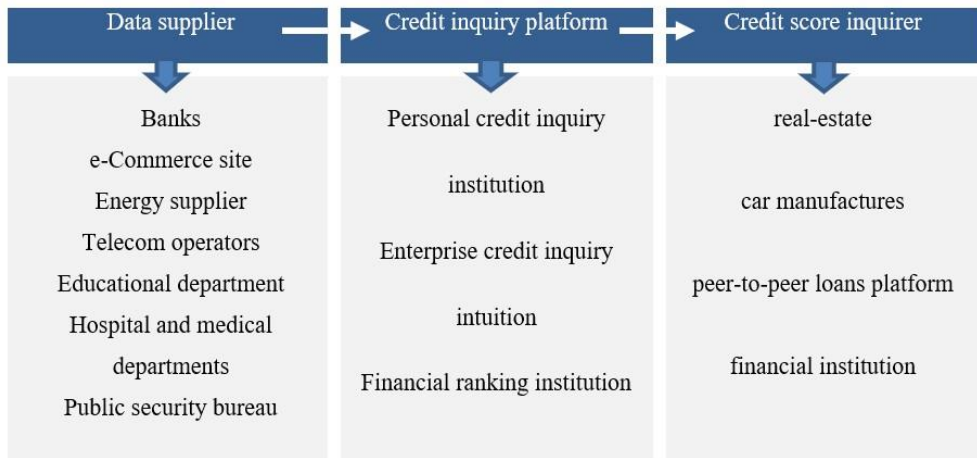 Data supplier
Credit inquiry platform
Credit score inquirer
Banks
e-Commerce site
Energy supplier
Telecom operators
Educational department
Hospital and medical
departments
Public security bureau
Personal credit inquiry
institution
Enterprise credit inquiry
intuition
Financial ranking institution
real-estate
car manufactures
peer-to-peer loans platform
financial institution